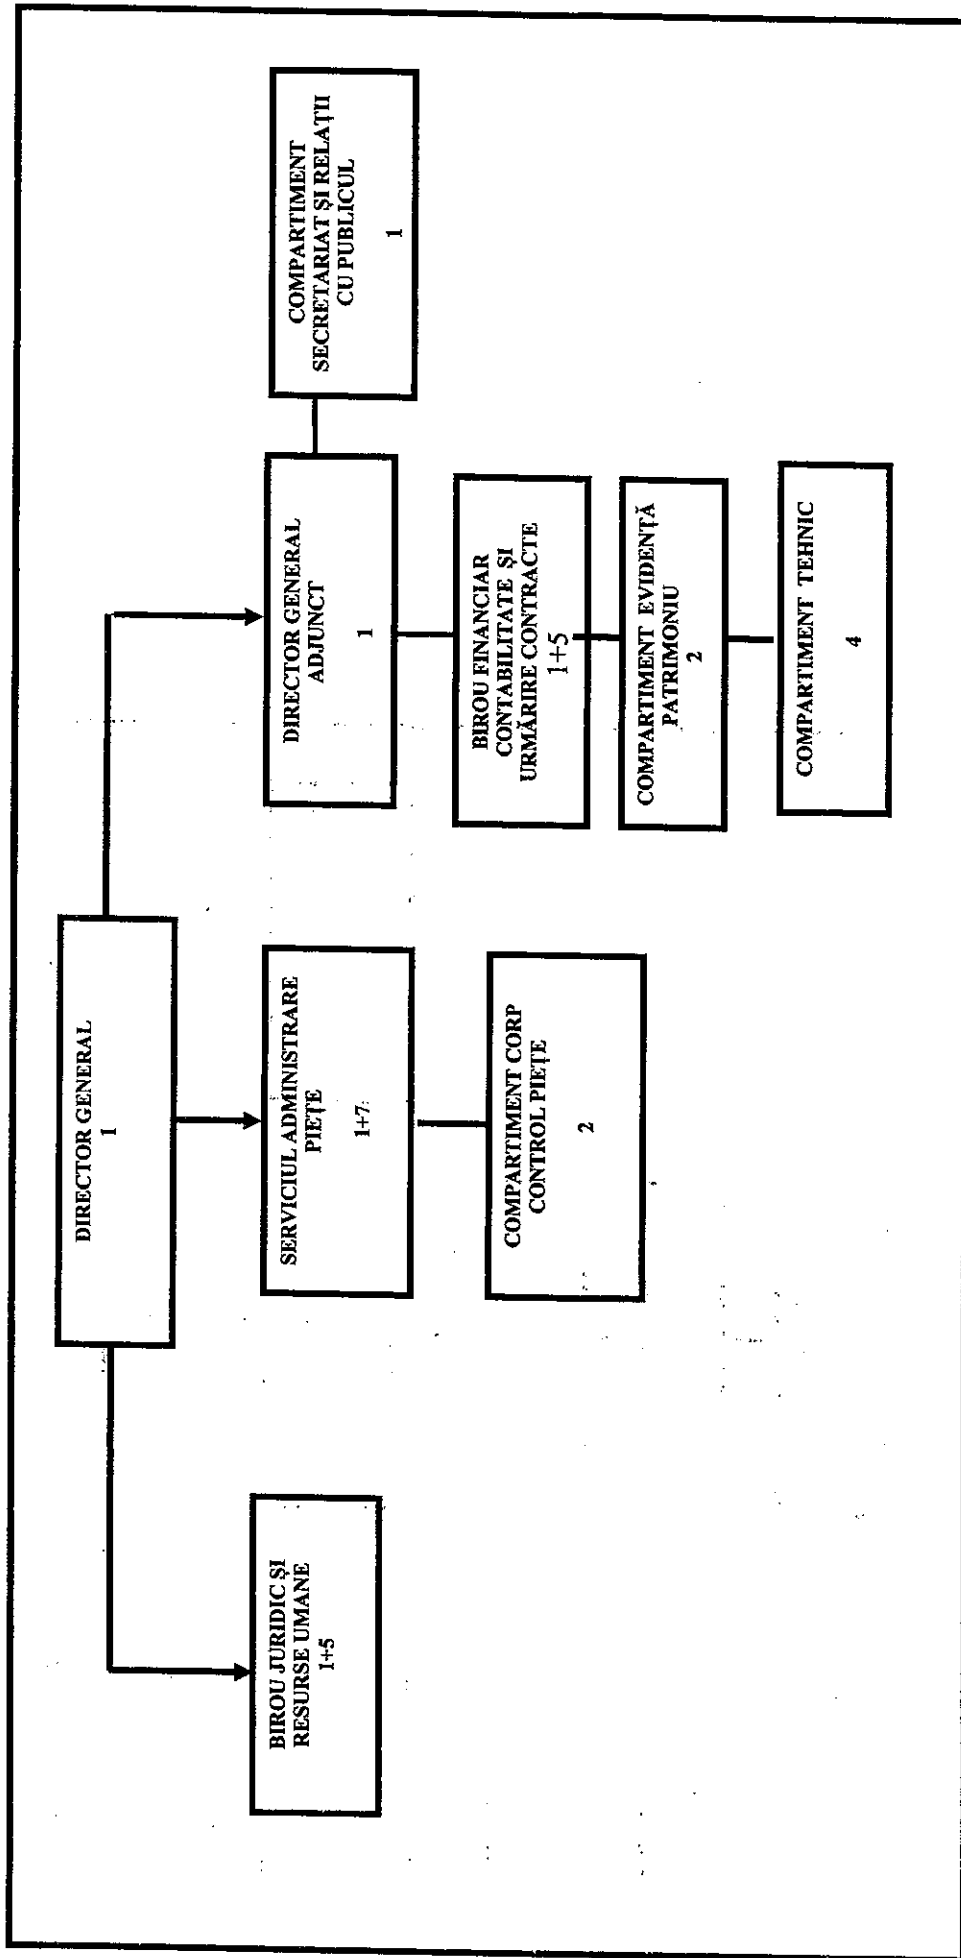 DIRECTOR GENERAL
1
BIROU JURIDIC ȘI
RESURSE UMANE
1+5
SERVICIUL ADMINISTRARE
PIEȚE
1+7
COMPARTIMENT CORP
CONTROL PIEȚE
2
DIRECTOR GENERAL
ADJUNCT
1
COMPARTIMENT
SECRETARIAT ȘI RELAȚII
CU PUBLICUL
1
BIROU FINANCIAR
CONTABILITATE ȘI
URMĂRIRE CONTRACTE
1+5
COMPARTIMENT EVIDENȚĂ
PATRIMONIU
2
COMPARTIMENT TEHNIC
4